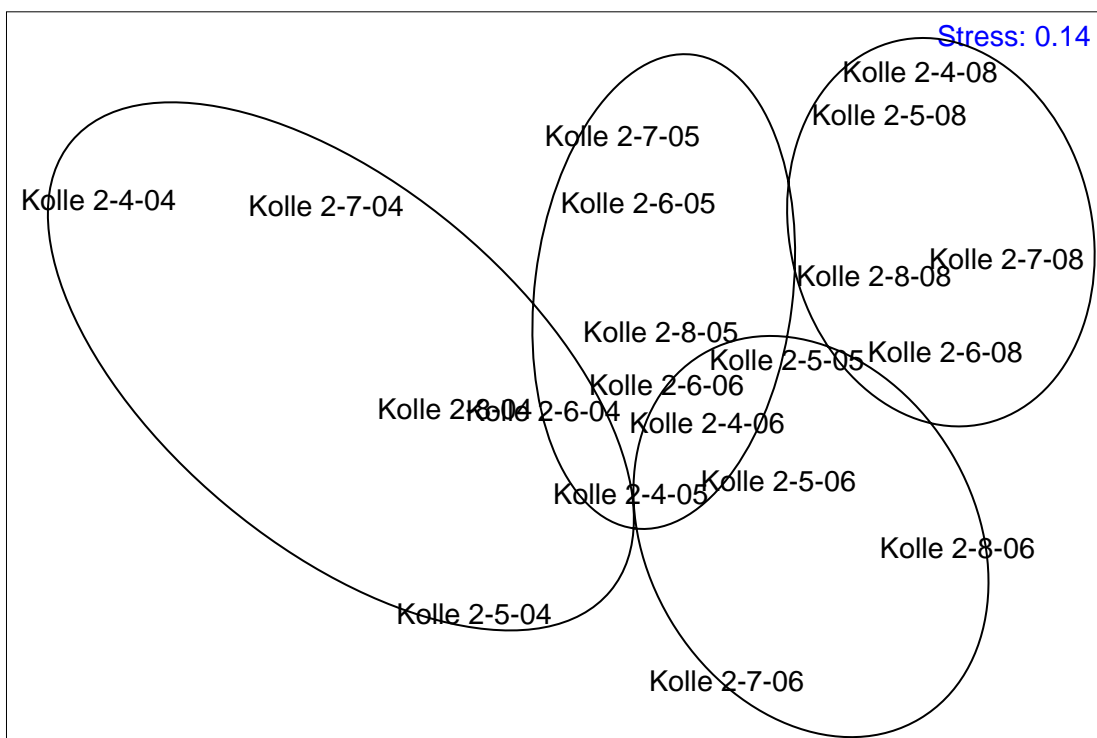 Stress: 0.14
Kolle 2-4-08
Kolle 2-5-08
Kolle 2-7-05
Kolle 2-4-04
Kolle 2-7-04
Kolle 2-6-05
Kolle 2-7-08
Kolle 2-8-08
Kolle 2-8-05
Kolle 2-6-08
Kolle 2-5-05
Kolle 2-6-06
Kolle 2-8-04
Kolle 2-6-04
Kolle 2-4-06
Kolle 2-5-06
Kolle 2-4-05
Kolle 2-8-06
Kolle 2-5-04
Kolle 2-7-06